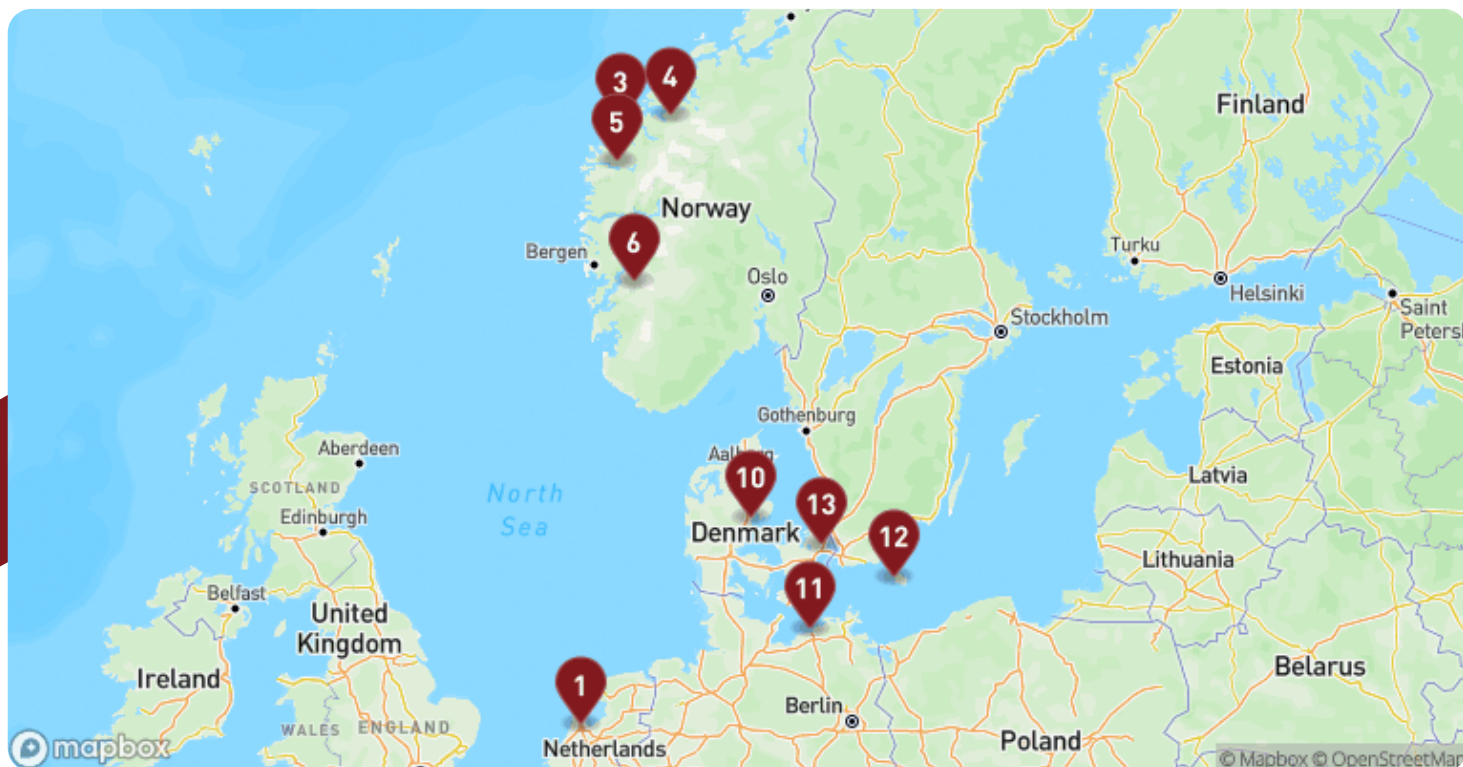 3
4
5
Finland
Norway
6
Bergen
Turku
Oslo
Helsinki
Saint
Petersb
Stockholm
Estonia
Gothenburg
Aberdeen
10
SCOTLAND
North
Sea
13
Latvia
Edinburgh
Denmark
12
Lithuania
11
Belfast
United
Kingdom
Ireland
1
Belarus
Berlin
WALES
ENGLAND
Netherlands
Poland
mapbox
© Mapbox © OpenStreetMap